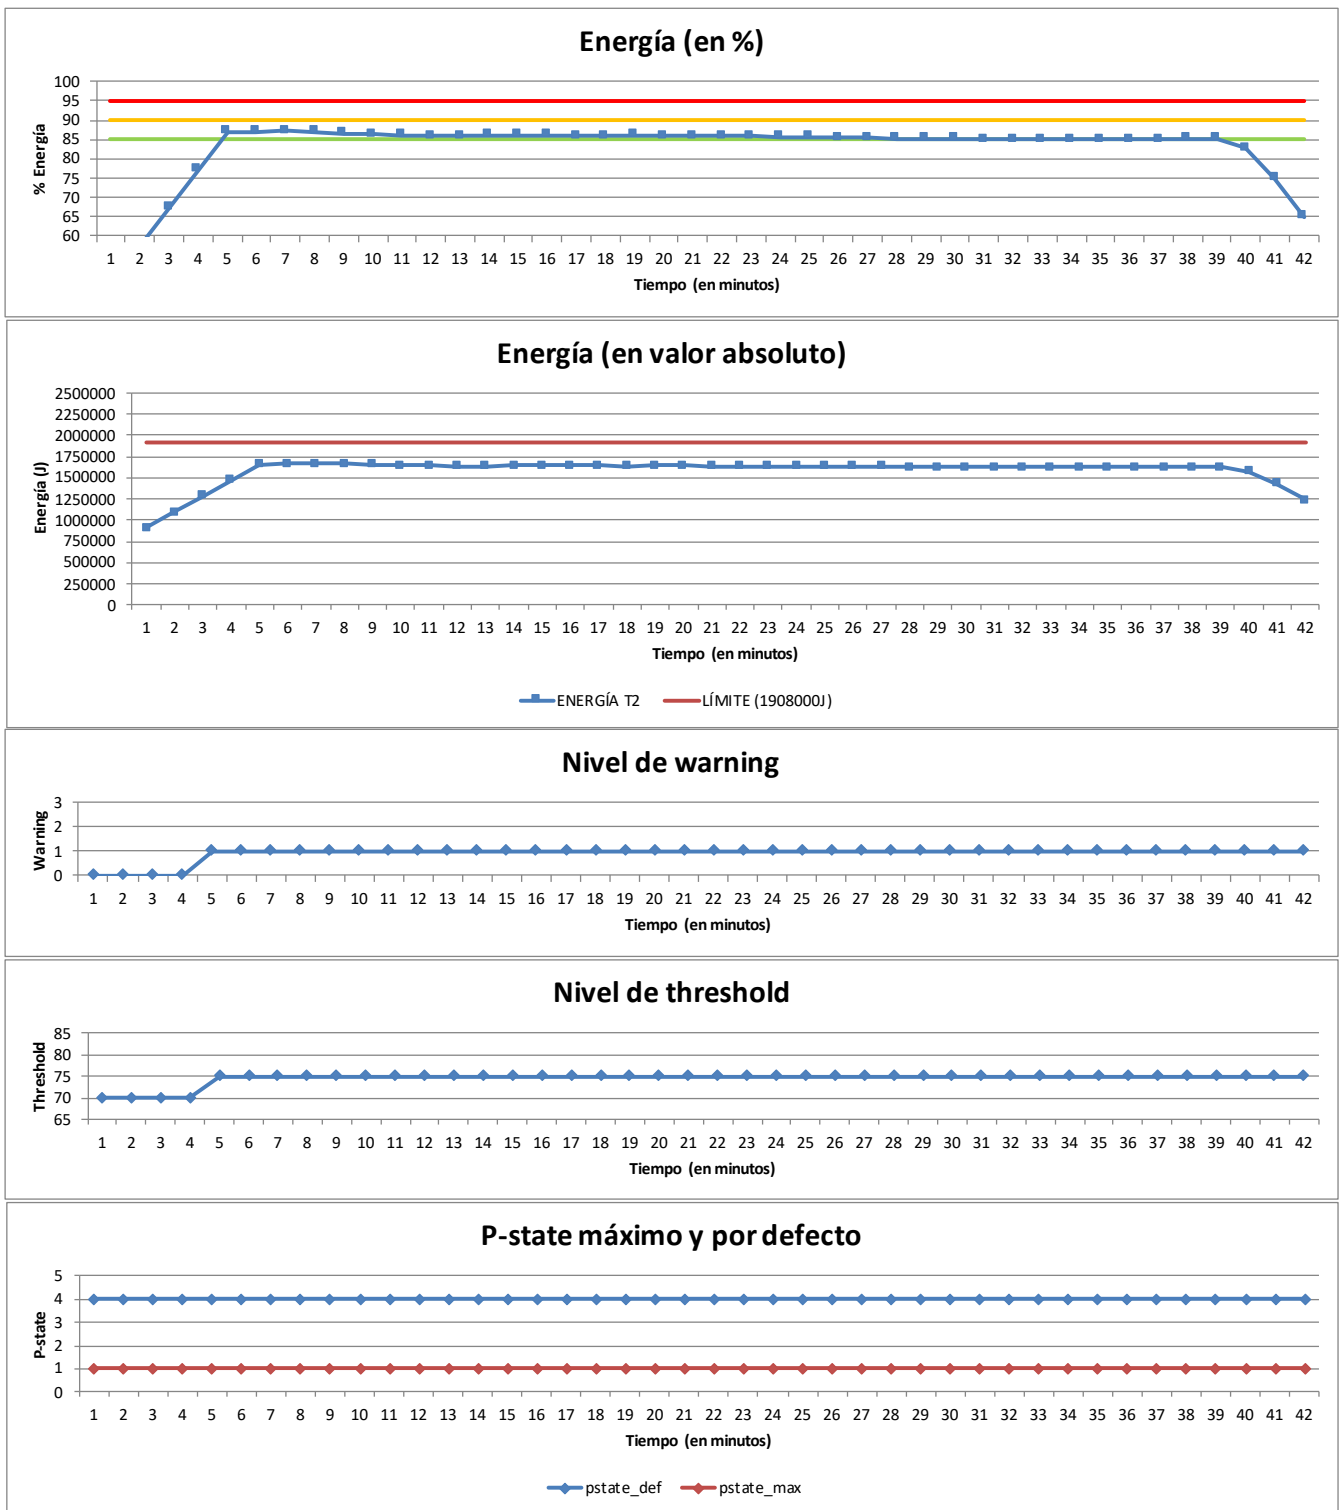 Energía (en %)
100
95
90
85
80
75
70
65
60
% Energía
1 2 3 4 5 6 7 8 9 10 11 12 13 14 15 16 17 18 19 20 21 22 23 24 25 26 27 28 29 30 31 32 33 34 35 36 37 38 39 40 41 42
Tiempo (en minutos)
Energía (en valor absoluto)
2500000
2250000
2000000
1750000
1500000
1250000
1000000
750000
500000
250000
0
Energía (J)
1 2 3 4 5 6 7 8 9 10 11 12 13 14 15 16 17 18 19 20 21 22 23 24 25 26 27 28 29 30 31 32 33 34 35 36 37 38 39 40 41 42
Tiempo (en minutos)
ENERGÍA T2 LÍMITE (1908000J)
Nivel de warning
3
2
1
0
Warning
1 2 3 4 5 6 7 8 9 10 11 12 13 14 15 16 17 18 19 20 21 22 23 24 25 26 27 28 29 30 31 32 33 34 35 36 37 38 39 40 41 42
Tiempo (en minutos)
Nivel de threshold
85
80
75
70
65
Threshold
1 2 3 4 5 6 7 8 9 10 11 12 13 14 15 16 17 18 19 20 21 22 23 24 25 26 27 28 29 30 31 32 33 34 35 36 37 38 39 40 41 42
Tiempo (en minutos)
P-state máximo y por defecto
5
4
3
2
1
0
P-state
1 2 3 4 5 6 7 8 9 10 11 12 13 14 15 16 17 18 19 20 21 22 23 24 25 26 27 28 29 30 31 32 33 34 35 36 37 38 39 40 41 42
Tiempo (en minutos)
pstate_def pstate_max